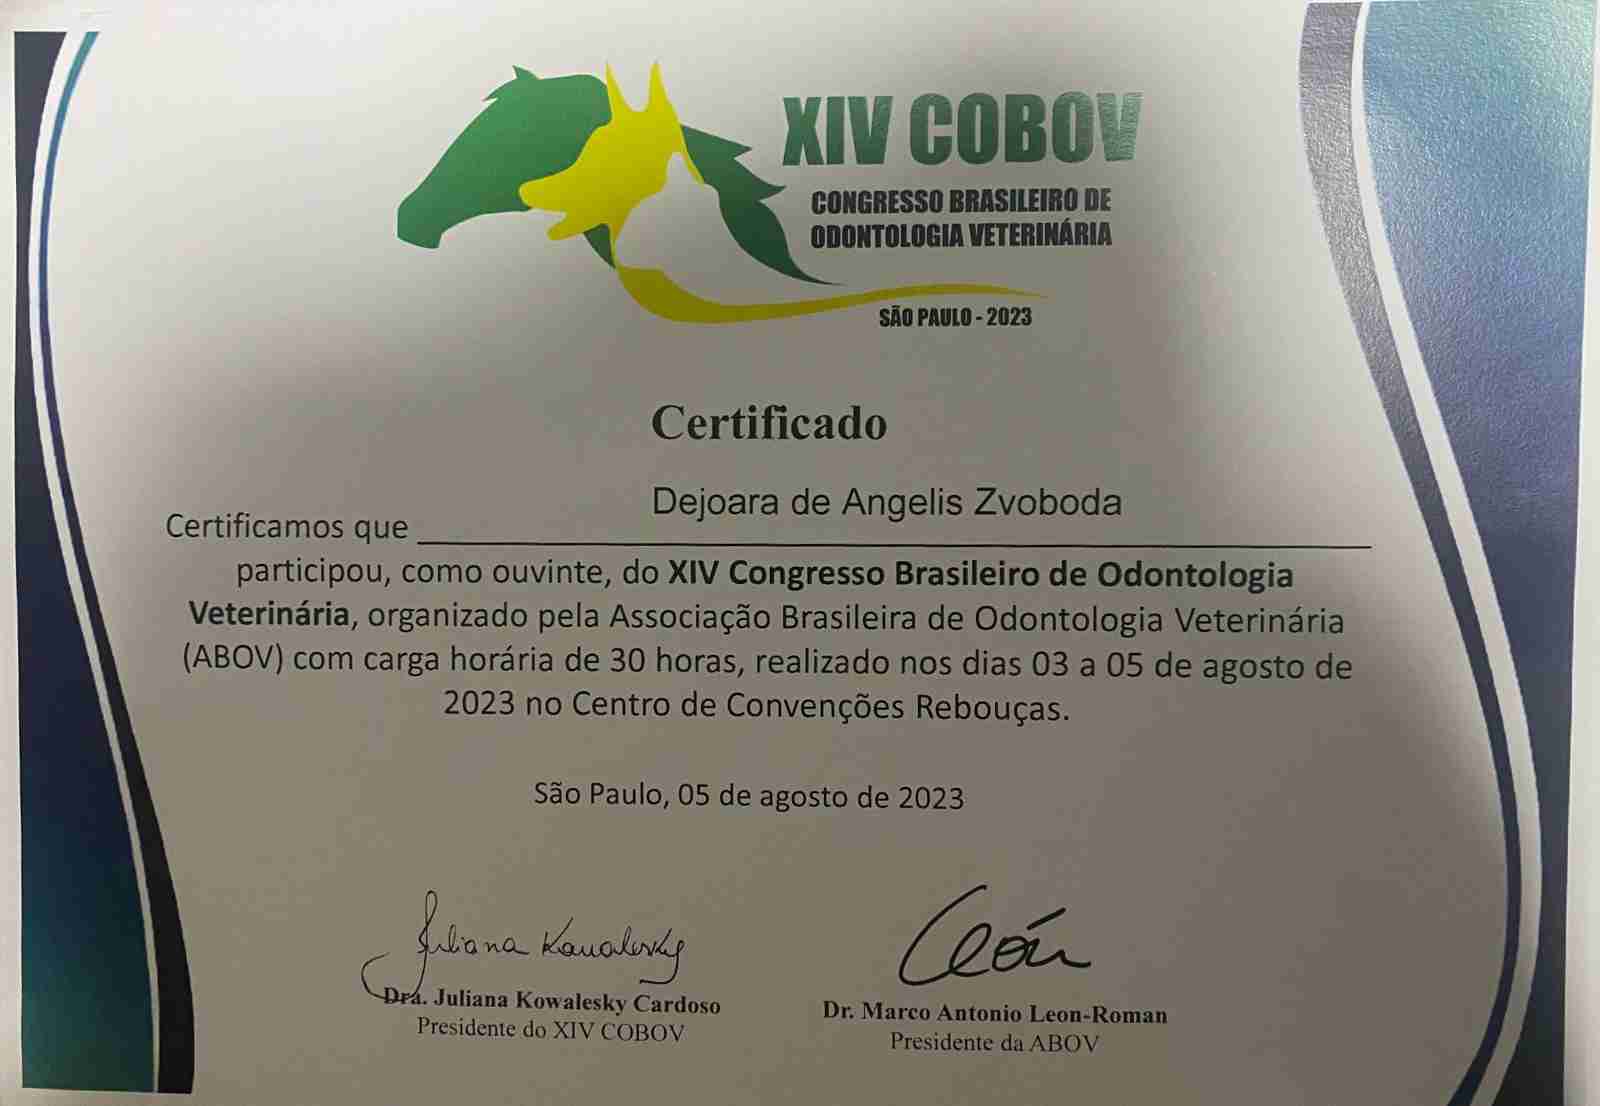 XIV COBOV
CONGRESSO BRASILEIRO DE
ODONTOLOGIA VETERINÁRIA
SÃO PAULO - 2023
Certificado
Dejoara de Angelis Zvoboda
Certificamos que
participou, como ouvinte, do XIV Congresso Brasileiro de Odontologia
Veterinária, organizado pela Associação Brasileira de Odontologia Veterinária
(ABOV) com carga horária de 30 horas, realizado nos dias 03 a 05 de agosto de
2023 no Centro de Convenções Rebouças.
São Paulo, 05 de agosto de 2023
Juliana Kowalesky
León
Dra. Juliana Kowalesky Cardoso
Presidente do XIV COBOV
Dr. Marco Antonio Leon-Roman
Presidente da ABOV